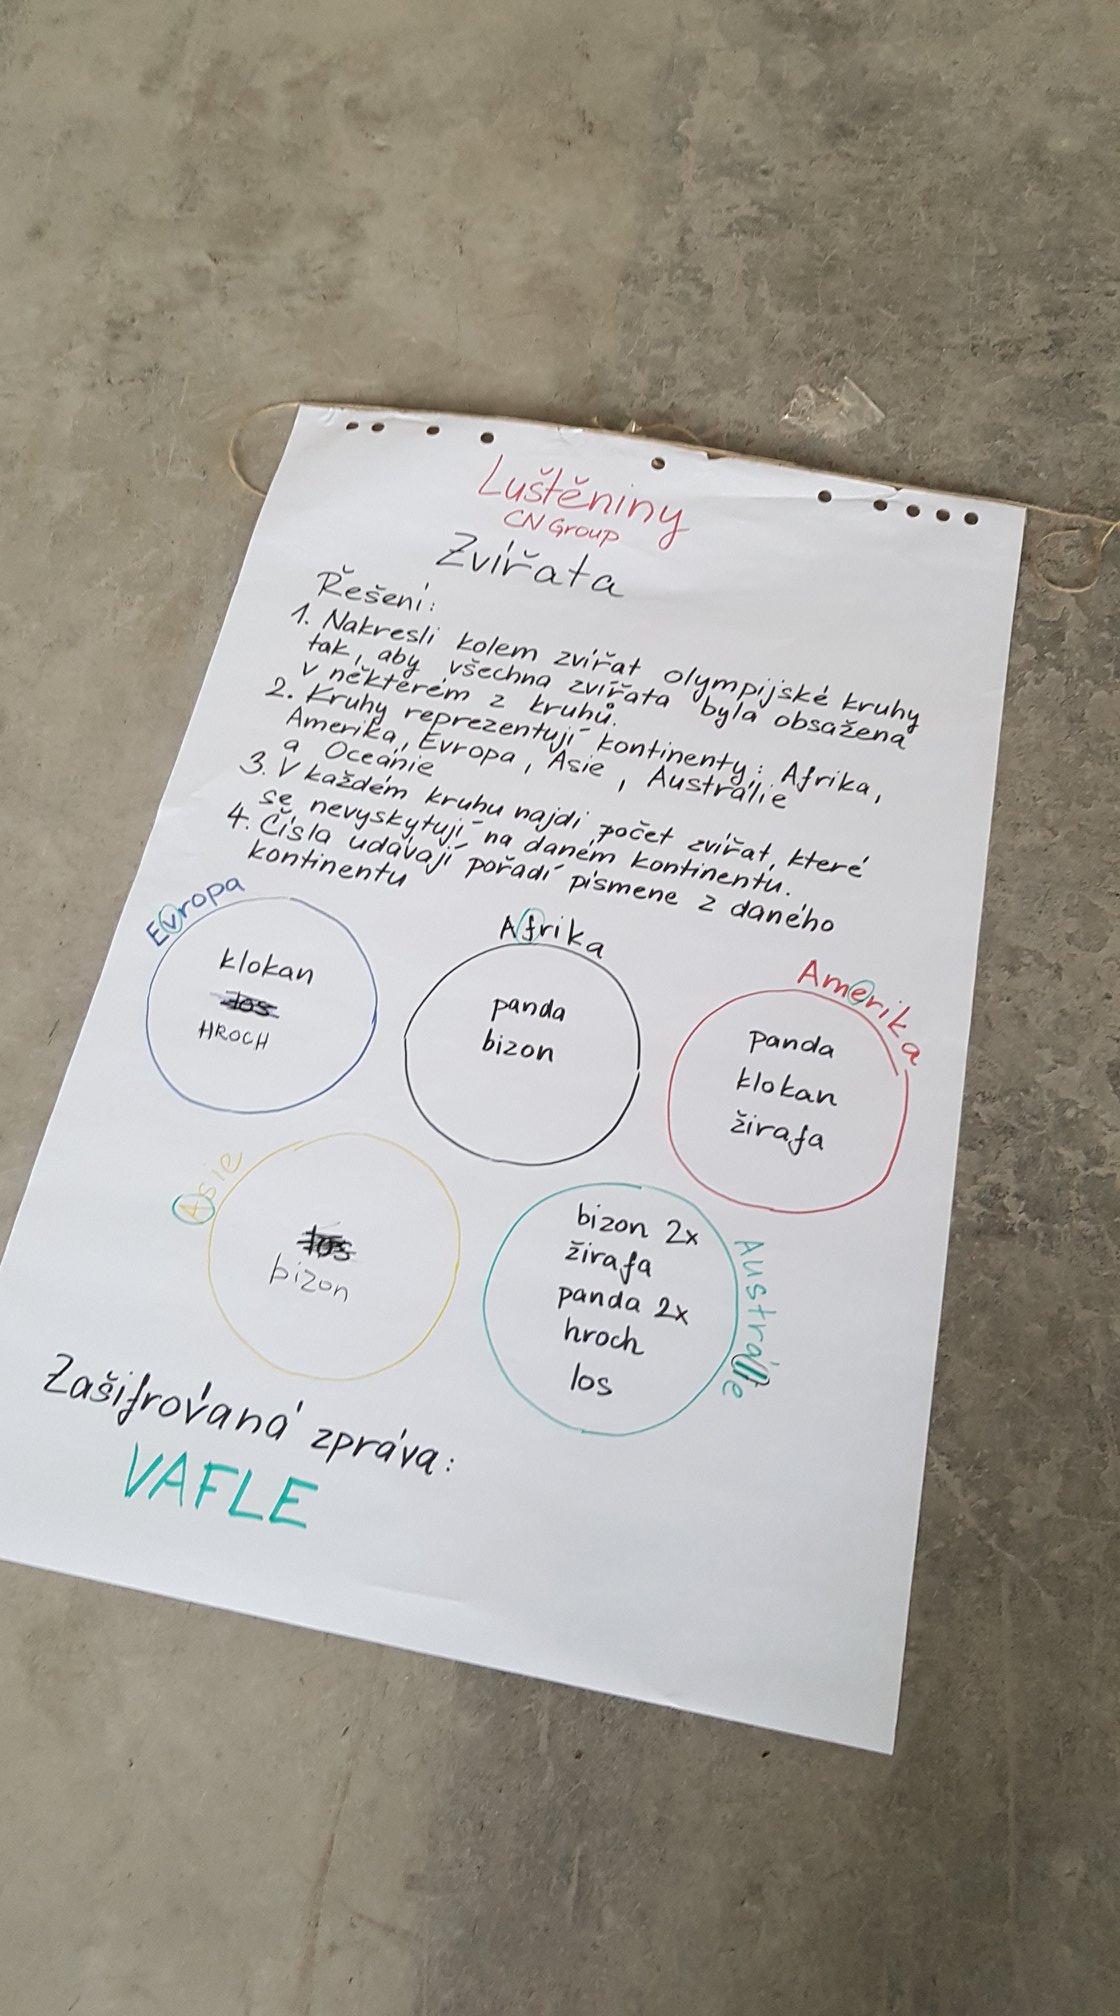 Luštěniny
CN Group
Zvířata
Řešení:
1. Nakresli kolem zvířat olympijské kruhy
tak, aby všechna zvířata byla obsažena
v některém z kruhů.
2. Kruhy reprezentují kontinenty: Afrika,
Amerika, Evropa, Asie, Austrálie
a Oceánie
3. V každém kruhu najdi počet zvířat, které
se nevyskytují na daném kontinentu.
4. Čísla udávají pořadí písmene z daného
kontinentu
Evropa
klokan
los
HROCH
Afrika
panda
bizon
Amerika
panda
klokan
žirafa
Asie
los
bizon
Austrálie
bizon 2x
žirafa
panda 2x
hroch
los
Zašifrovaná zpráva:
VAFLE